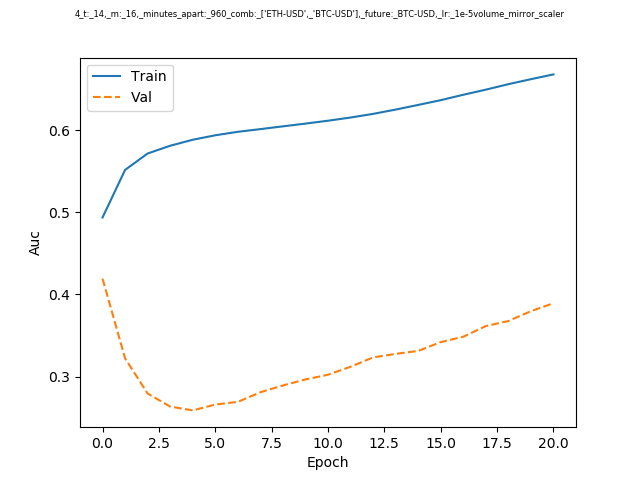 4_t:_14,_m:_16,_minutes_apart:_960_comb:_['ETH-USD',_'BTC-USD'],_future:_BTC-USD,_lr:_1e-5volume_mirror_scaler
Train
Val
0.6
0.5
0.4
0.3
Auc
0.0 2.5 5.0 7.5 10.0 12.5 15.0 17.5 20.0
Epoch